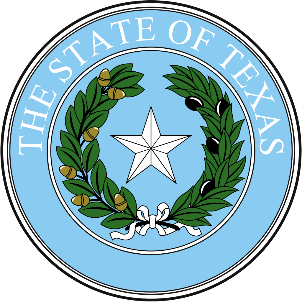 THE STATE OF TEXAS